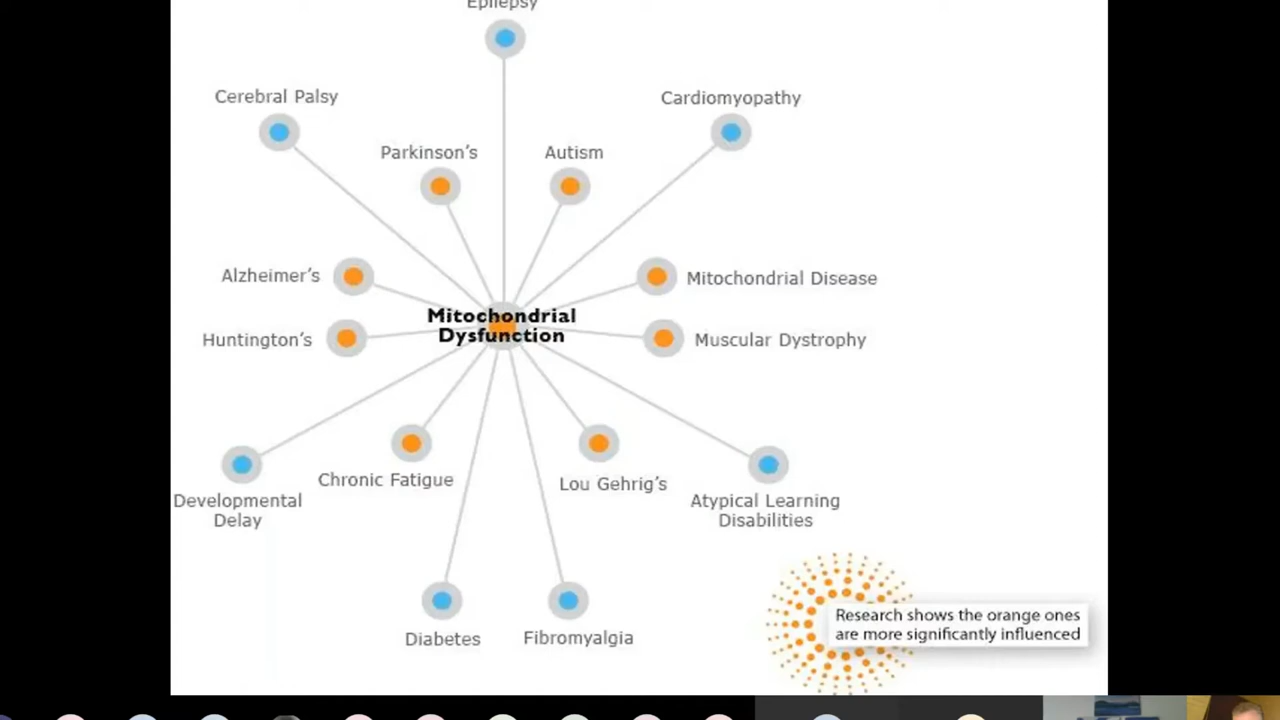 Epilepsy
Cerebral Palsy
Cardiomyopathy
Parkinson's
Autism
Alzheimer's
Mitochondrial Disease
Mitochondrial
Dysfunction
Huntington's
Muscular Dystrophy
Chronic Fatigue
Lou Gehrig's
Developmental
Delay
Atypical Learning
Disabilities
Diabetes
Fibromyalgia
Research shows the orange ones
are more significantly influenced